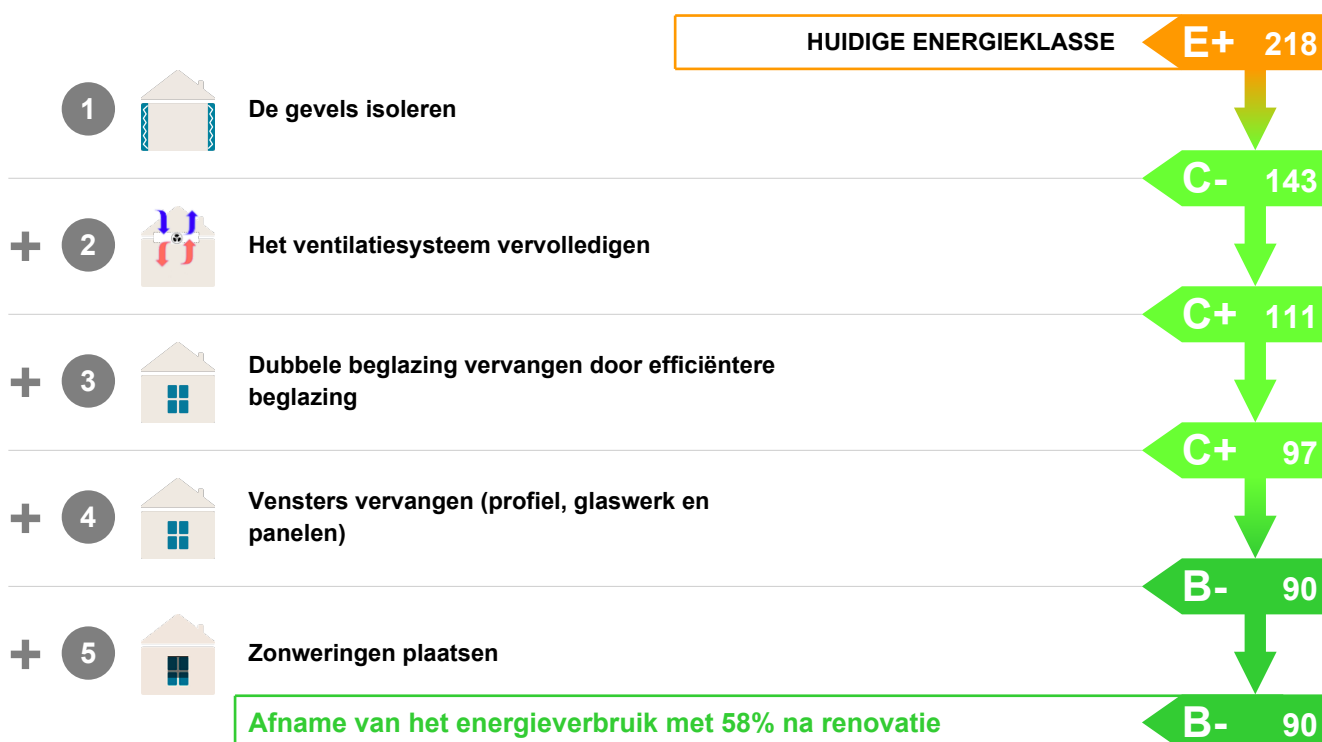 HUIDIGE ENERGIEKLASSE E+ 218
1 De gevels isoleren
C- 143
+ 2 Het ventilatiesysteem vervolledigen
C+ 111
+ 3 Dubbele beglazing vervangen door efficiëntere
beglazing
C+ 97
+ 4 Vensters vervangen (profiel, glaswerk en
panelen)
B- 90
+ 5 Zonweringen plaatsen
Afname van het energieverbruik met 58% na renovatie B- 90